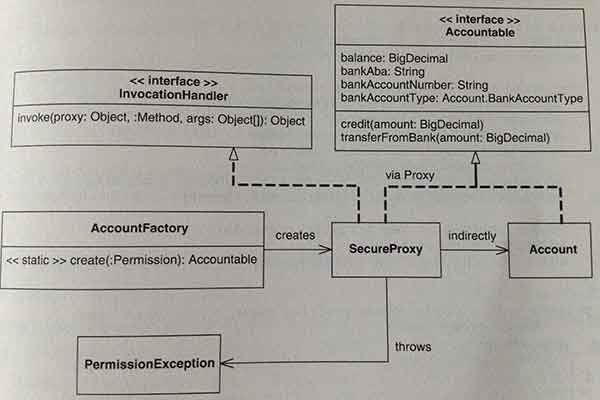 << interface >>
Accountable
balance: BigDecimal
bankAba: String
bankAccountNumber: String
bankAccountType: Account.BankAccountType
credit(amount: BigDecimal)
transferFromBank(amount: BigDecimal)
<< interface >>
InvocationHandler
invoke(proxy: Object, :Method, args: Object[]): Object
via Proxy
AccountFactory
<< static >> create(:Permission): Accountable
creates
SecureProxy
indirectly
Account
throws
PermissionException